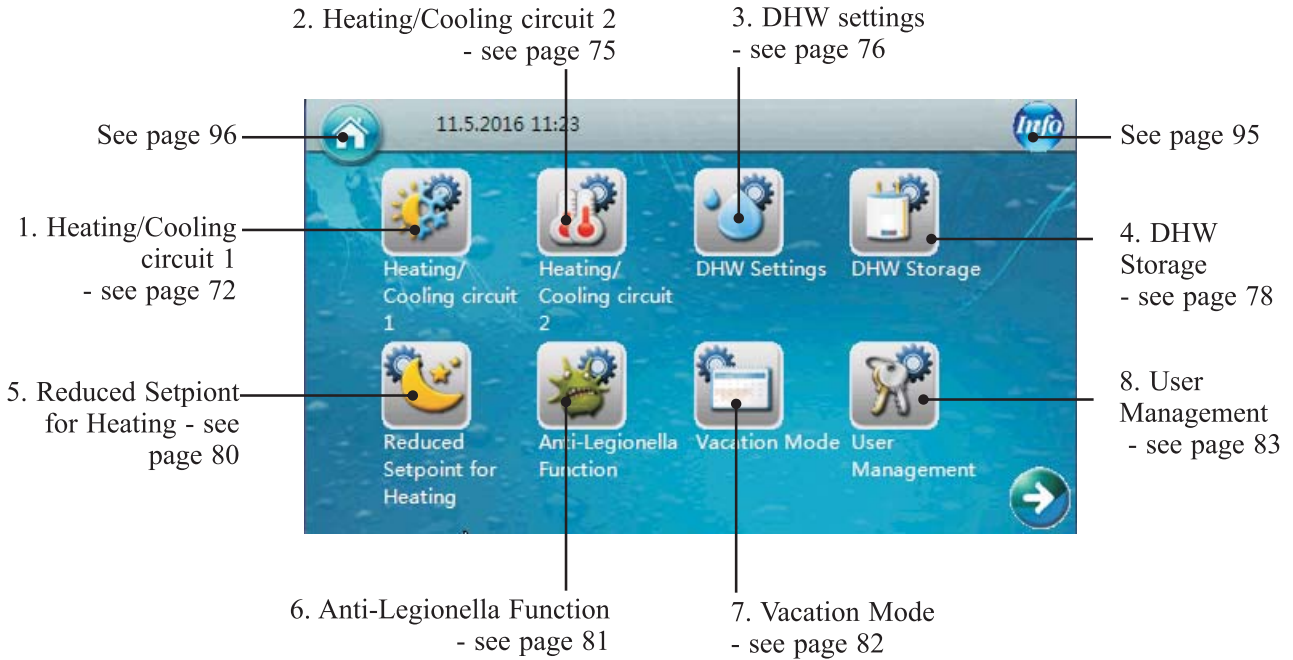 2. Heating/Cooling circuit 2
- see page 75
3. DHW settings
- see page 76
See page 96
11.5.2016 11:23
Info
See page 95
1. Heating/Cooling
circuit 1
- see page 72
Heating/
Cooling circuit
1
Heating/
Cooling circuit
2
DHW Settings
DHW Storage
4. DHW
Storage
- see page 78
5. Reduced Setpiont
for Heating - see
page 80
Reduced
Setpoint for
Heating
Anti-Legionella
Function
Vacation Mode
User
Management
8. User
Management
- see page 83
6. Anti-Legionella Function
- see page 81
7. Vacation Mode
- see page 82